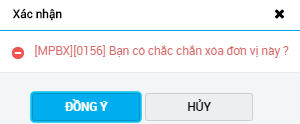 Xác nhận
[MPBX][0156] Bạn có chắc chắn xóa đơn vị này ?
ĐỒNG Ý
HỦY